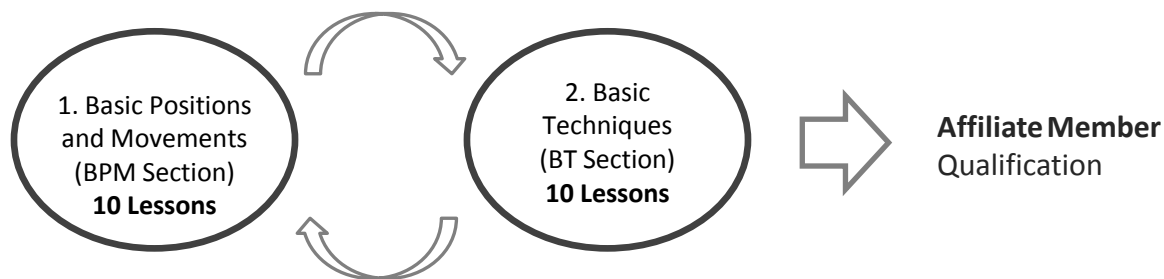 1. Basic Positions
and Movements
(BPM Section)
10 Lessons
2. Basic
Techniques
(BT Section)
10 Lessons
Affiliate Member
Qualification